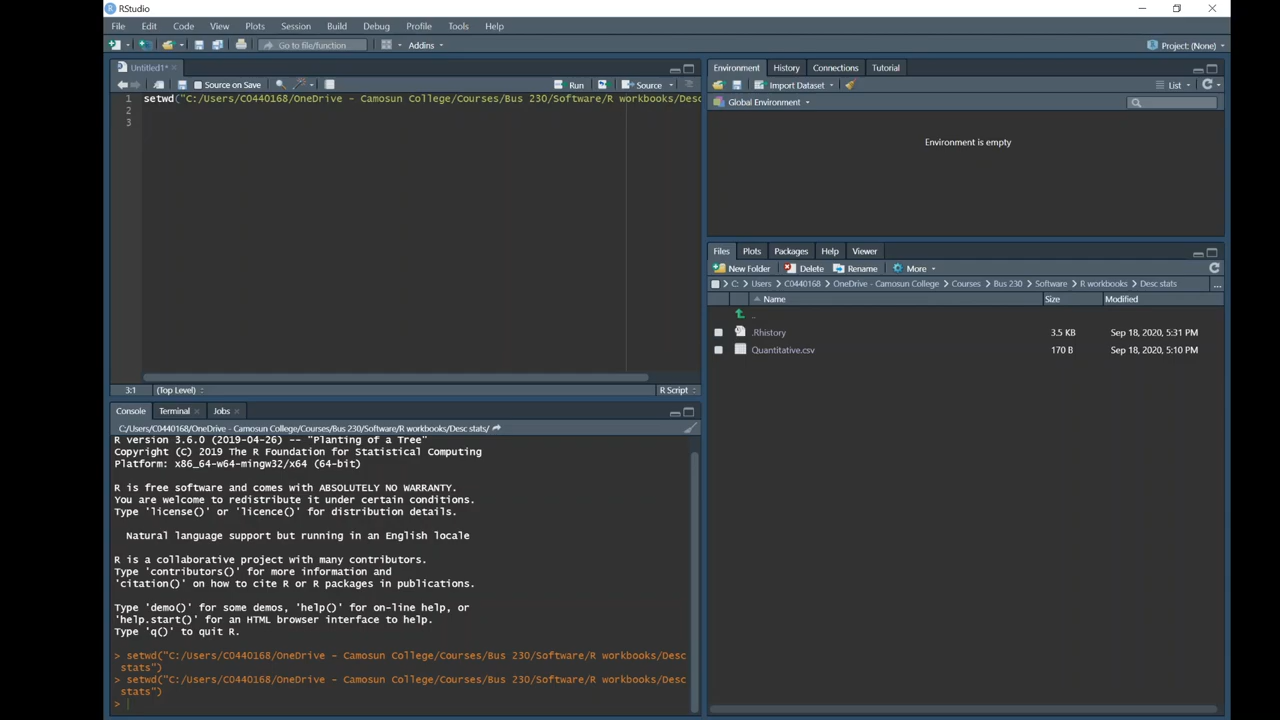 RStudio
File Edit Code View Plots Session Build Debug Profile Tools Help
Go to file/function Addins Project: (None)
Untitled1*
Source on Save Run Source
1 setwd("C:/Users/C0440168/OneDrive - Camosun College/Courses/Bus 230/Software/R workbooks/Desc
2
3
3:1 (Top Level) R Script
Console Terminal Jobs
C:/Users/C0440168/OneDrive - Camosun College/Courses/Bus 230/Software/R workbooks/Desc stats/
R version 3.6.0 (2019-04-26) -- "Planting of a Tree"
Copyright (C) 2019 The R Foundation for Statistical Computing
Platform: x86_64-w64-mingw32/x64 (64-bit)
R is free software and comes with ABSOLUTELY NO WARRANTY.
You are welcome to redistribute it under certain conditions.
Type 'license()' or 'licence()' for distribution details.
Natural language support but running in an English locale
R is a collaborative project with many contributors.
Type 'contributors()' for more information and
'citation()' on how to cite R or R packages in publications.
Type 'demo()' for some demos, 'help()' for on-line help, or
'help.start()' for an HTML browser interface to help.
Type 'q()' to quit R.
> setwd("C:/Users/C0440168/OneDrive - Camosun College/Courses/Bus 230/Software/R workbooks/Desc
stats")
> setwd("C:/Users/C0440168/OneDrive - Camosun College/Courses/Bus 230/Software/R workbooks/Desc
stats")
>
Environment History Connections Tutorial
Import Dataset List
Global Environment
Environment is empty
Files Plots Packages Help Viewer
New Folder Delete Rename More
C: Users C0440168 OneDrive - Camosun College Courses Bus 230 Software R workbooks Desc stats ...
Name Size Modified
..
.Rhistory 3.5 KB Sep 18, 2020, 5:31 PM
Quantitative.csv 170 B Sep 18, 2020, 5:10 PM